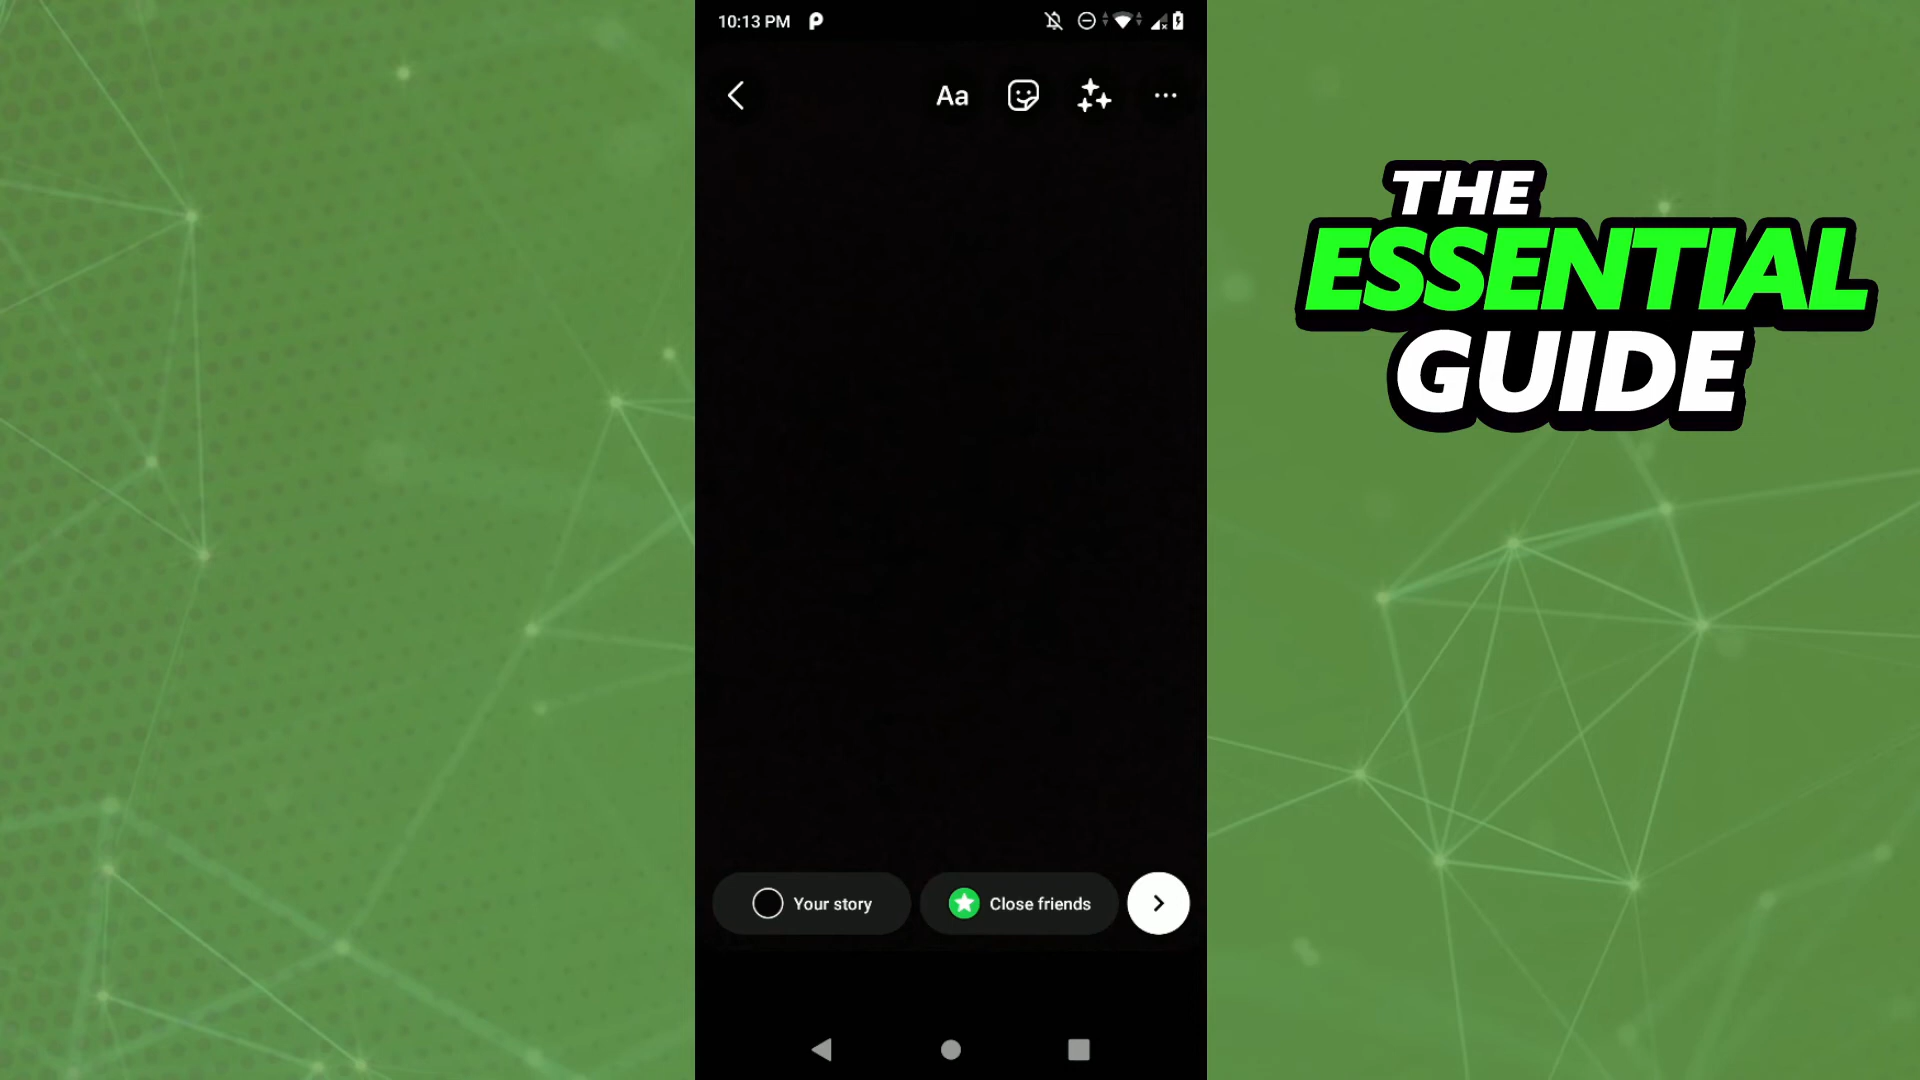 10:13 PM
Aa
Your story
Close friends
THE
ESSENTIAL
GUIDE